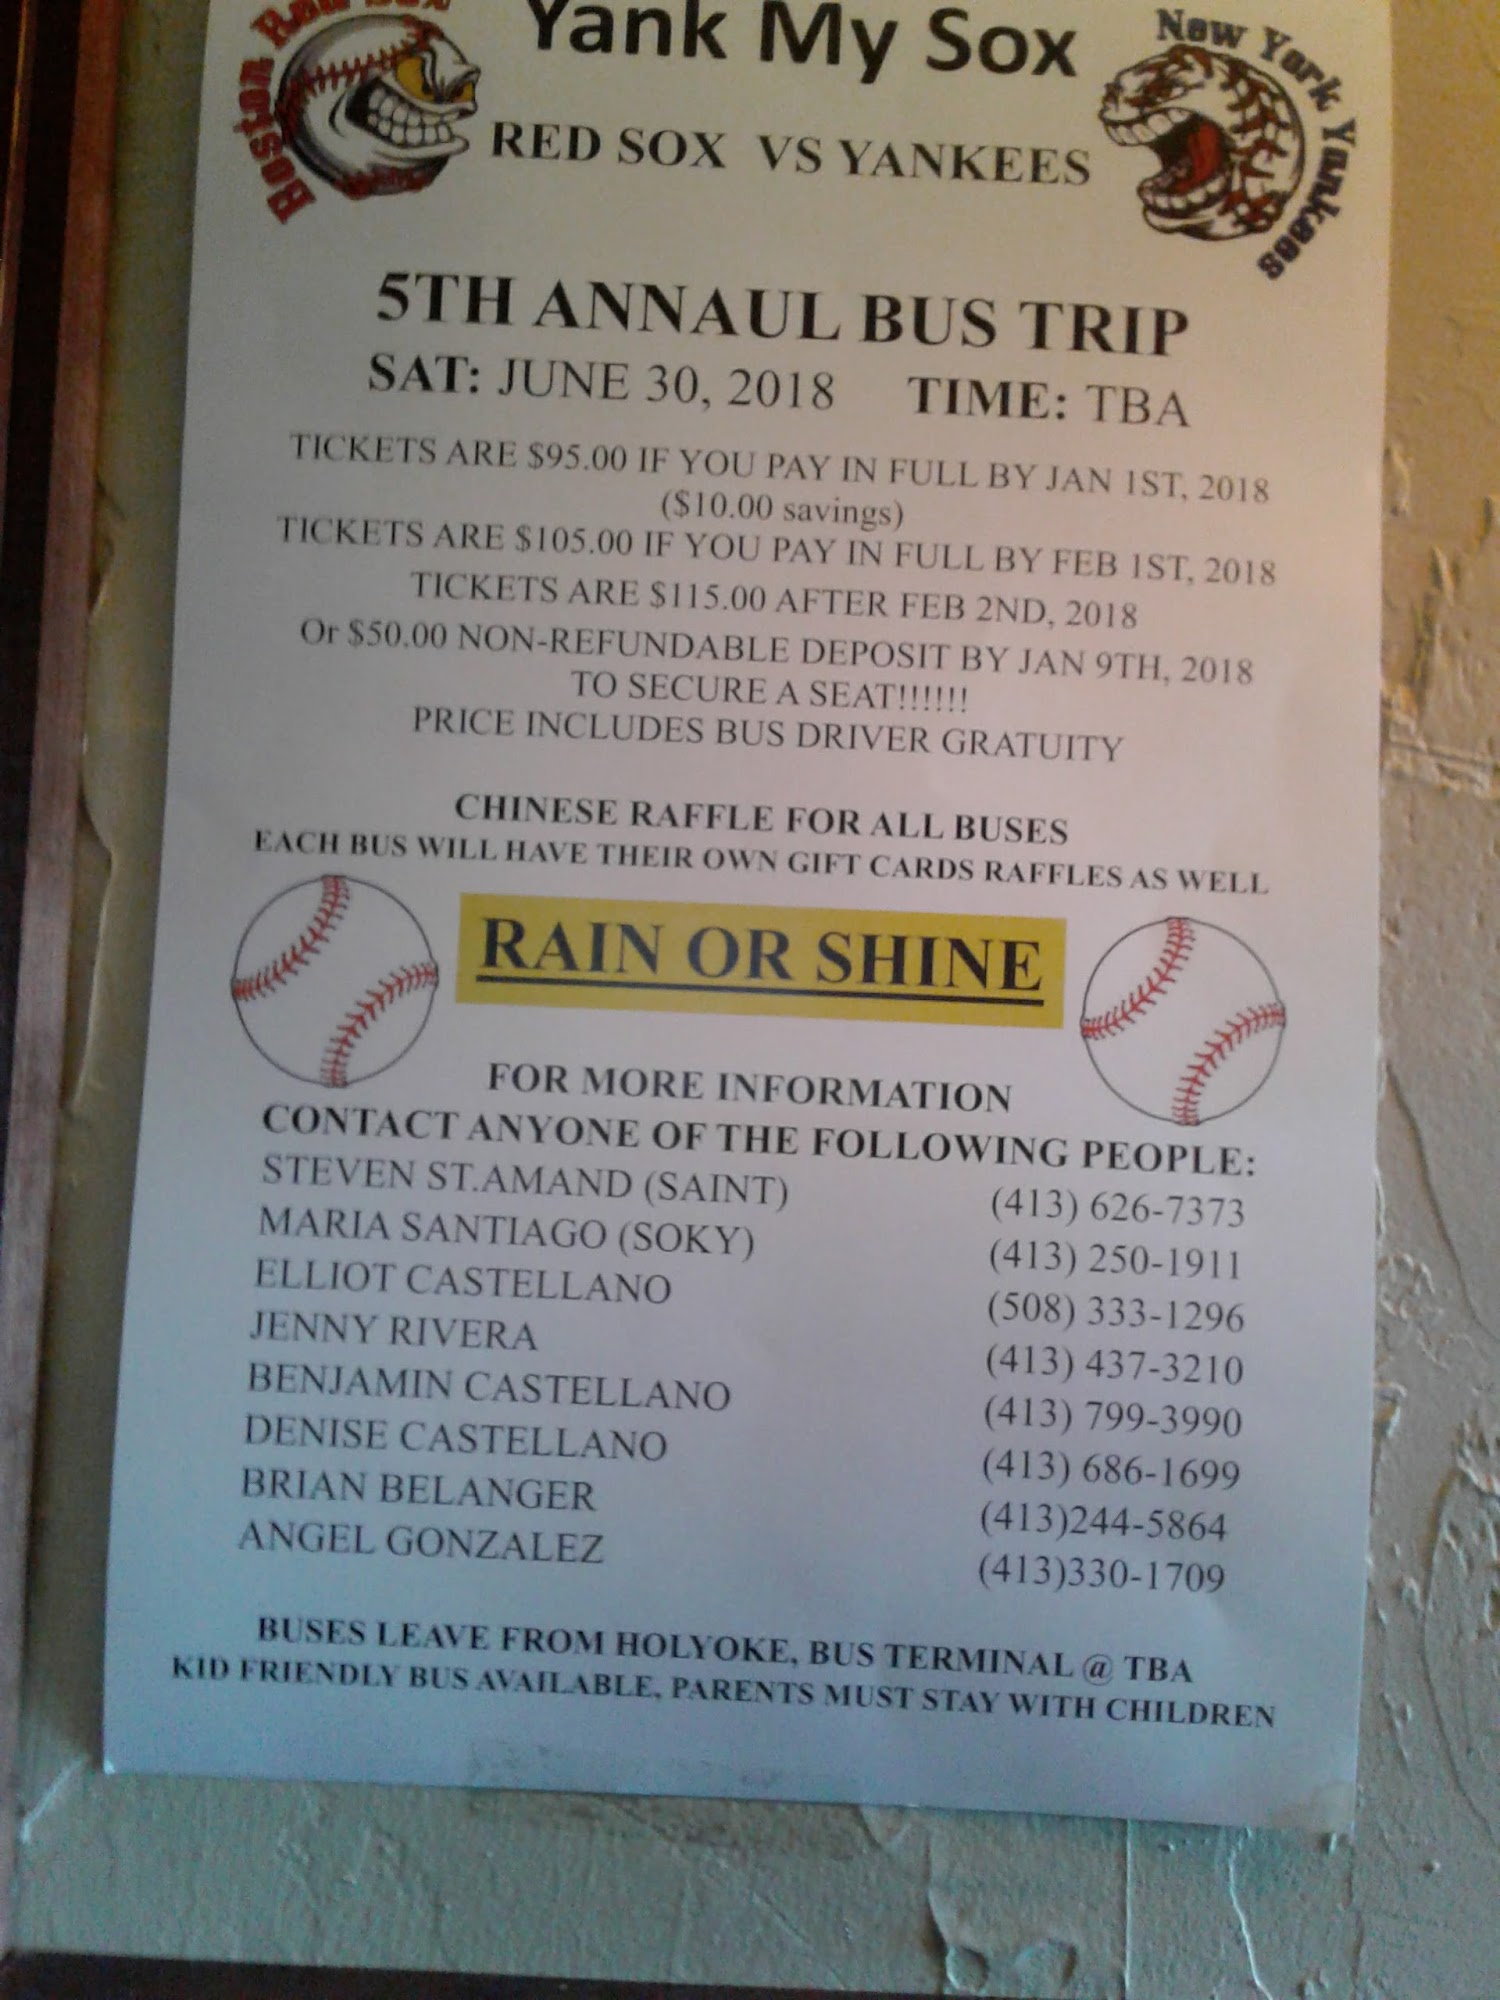 Boston Red Sox
Yank My Sox
New York Yankees
RED SOX VS YANKEES
5TH ANNAUL BUS TRIP
SAT: JUNE 30, 2018 TIME: TBA
TICKETS ARE $95.00 IF YOU PAY IN FULL BY JAN 1ST, 2018
($10.00 savings)
TICKETS ARE $105.00 IF YOU PAY IN FULL BY FEB 1ST, 2018
TICKETS ARE $115.00 AFTER FEB 2ND, 2018
Or $50.00 NON-REFUNDABLE DEPOSIT BY JAN 9TH, 2018
TO SECURE A SEAT!!!!!!
PRICE INCLUDES BUS DRIVER GRATUITY
CHINESE RAFFLE FOR ALL BUSES
EACH BUS WILL HAVE THEIR OWN GIFT CARDS RAFFLES AS WELL
RAIN OR SHINE
FOR MORE INFORMATION
CONTACT ANYONE OF THE FOLLOWING PEOPLE:
STEVEN ST.AMAND (SAINT) (413) 626-7373
MARIA SANTIAGO (SOKY) (413) 250-1911
ELLIOT CASTELLANO (508) 333-1296
JENNY RIVERA (413) 437-3210
BENJAMIN CASTELLANO (413) 799-3990
DENISE CASTELLANO (413) 686-1699
BRIAN BELANGER (413)244-5864
ANGEL GONZALEZ (413)330-1709
BUSES LEAVE FROM HOLYOKE, BUS TERMINAL @ TBA
KID FRIENDLY BUS AVAILABLE, PARENTS MUST STAY WITH CHILDREN